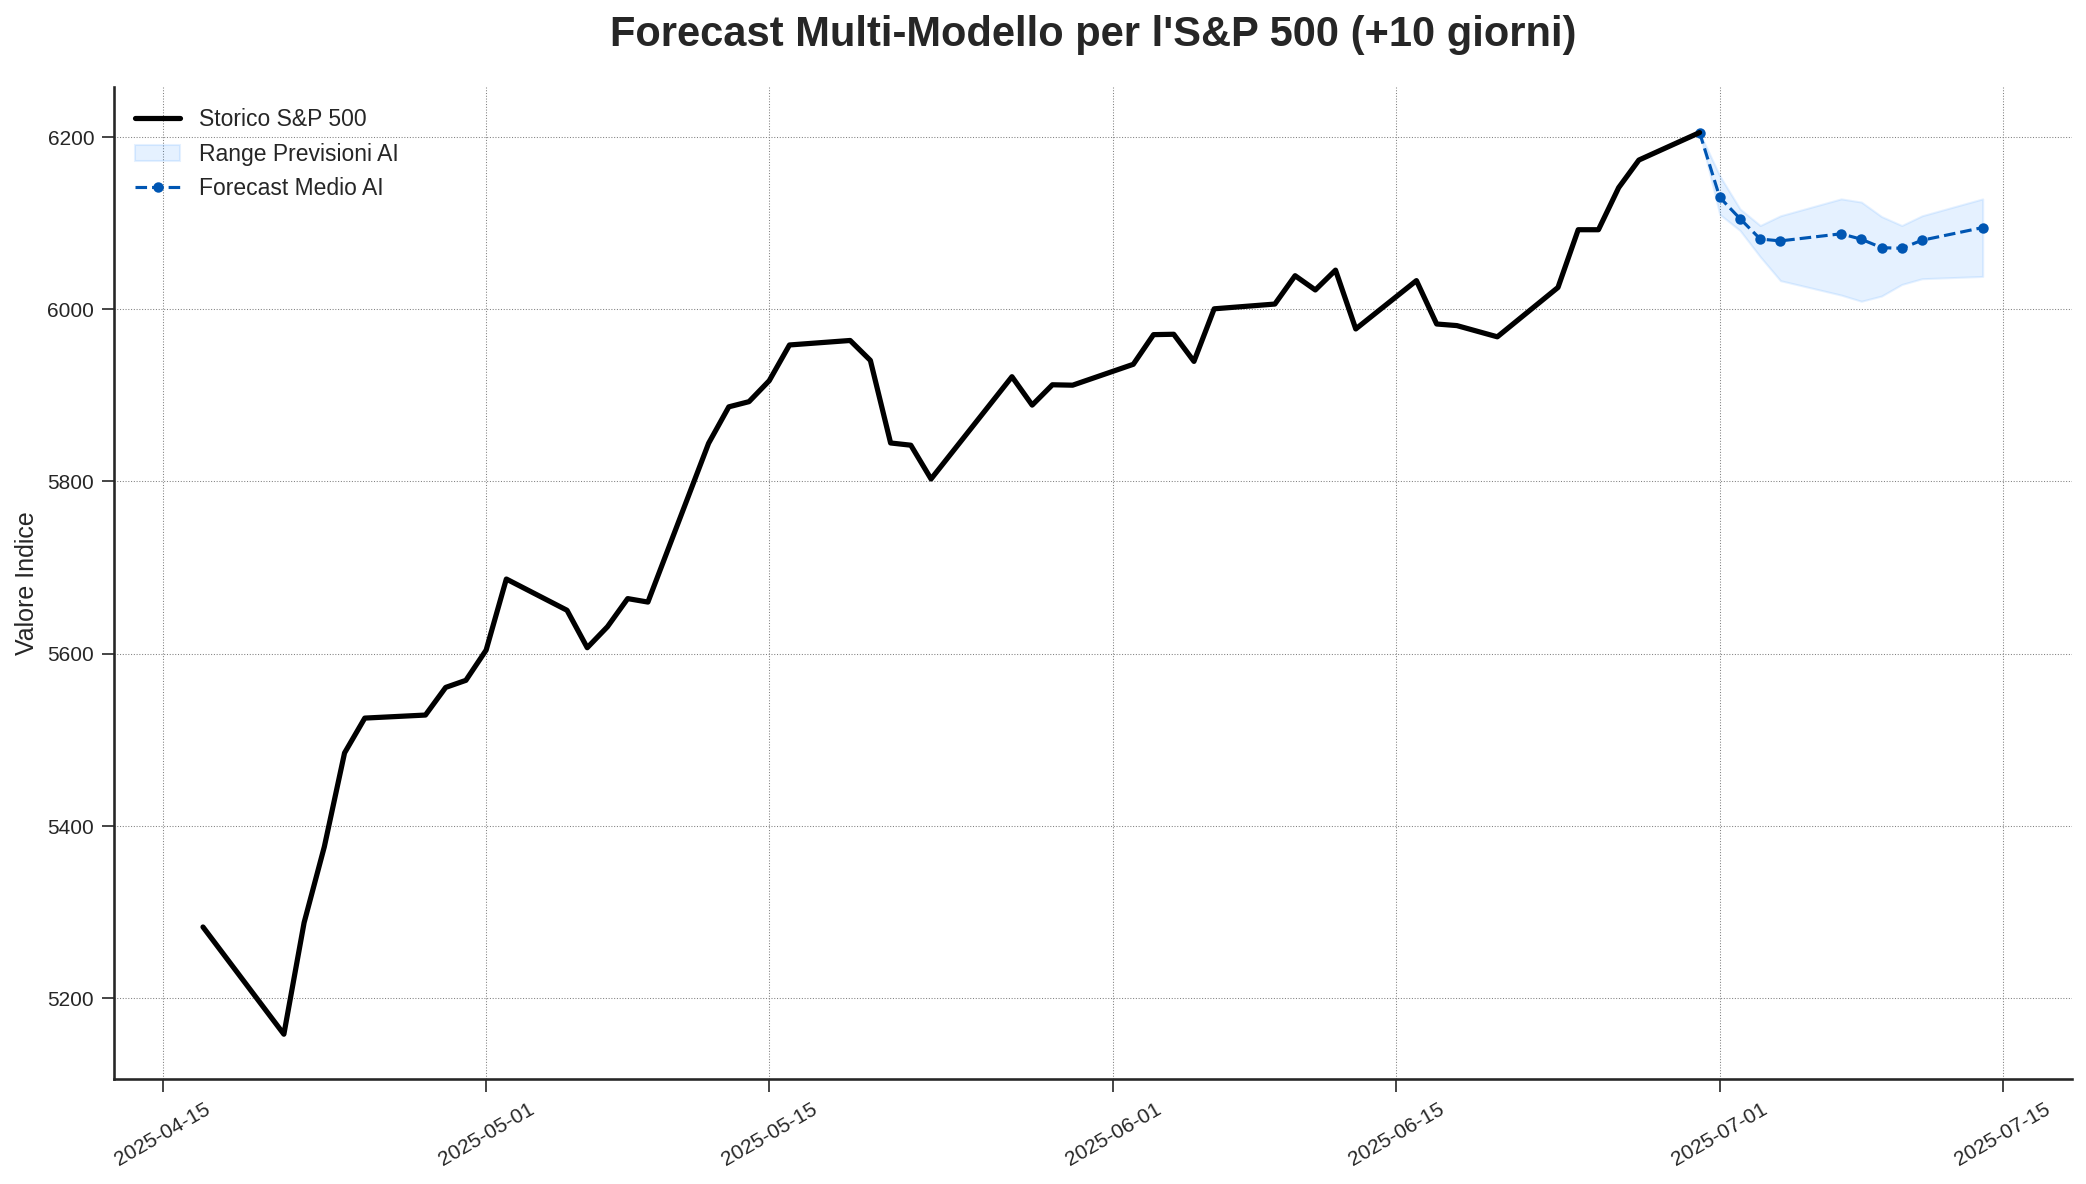 Forecast Multi-Modello per l'S&P 500 (+10 giorni)
Storico S&P 500
Range Previsioni AI
Forecast Medio AI
Valore Indice
6200
6000
5800
5600
5400
5200
2025-04-15
2025-05-01
2025-05-15
2025-06-01
2025-06-15
2025-07-01
2025-07-15